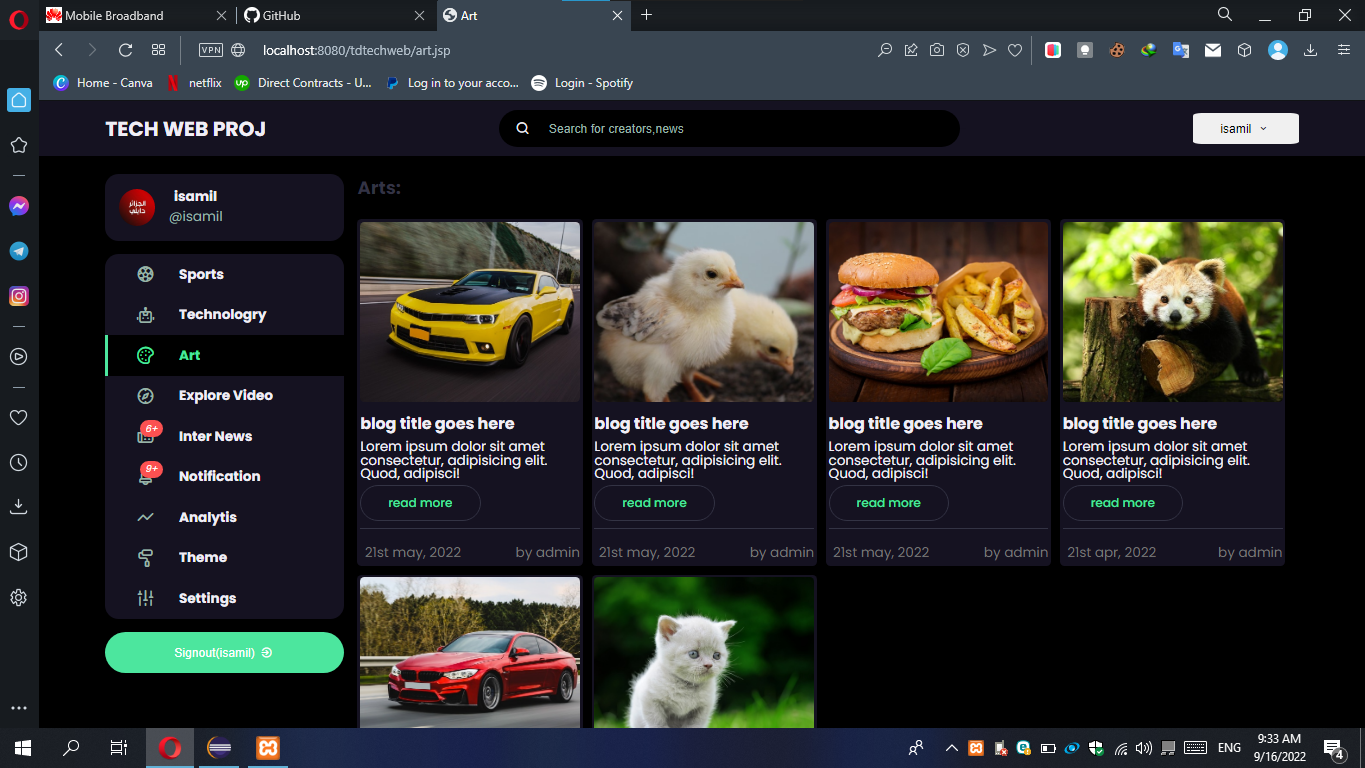 Mobile Broadband
GitHub
Art
VPN
localhost:8080/tdtechweb/art.jsp
Home - Canva
netflix
up
Direct Contracts - U...
Log in to your acco...
Login - Spotify
TECH WEB PROJ
Search for creators,news
isamil
الجزائر
isamil
@isamil
Sports
Technologry
Art
Explore Video
6+
Inter News
9+
Notification
Analytis
Theme
Settings
Signout(isamil)
Arts:
blog title goes here
Lorem ipsum dolor sit amet
consectetur, adipisicing elit.
Quod, adipisci!
read more
21st may, 2022
by admin
blog title goes here
Lorem ipsum dolor sit amet
consectetur, adipisicing elit.
Quod, adipisci!
read more
21st may, 2022
by admin
blog title goes here
Lorem ipsum dolor sit amet
consectetur, adipisicing elit.
Quod, adipisci!
read more
21st may, 2022
by admin
blog title goes here
Lorem ipsum dolor sit amet
consectetur, adipisicing elit.
Quod, adipisci!
read more
21st apr, 2022
by admin
ENG
9:33 AM
9/16/2022
4